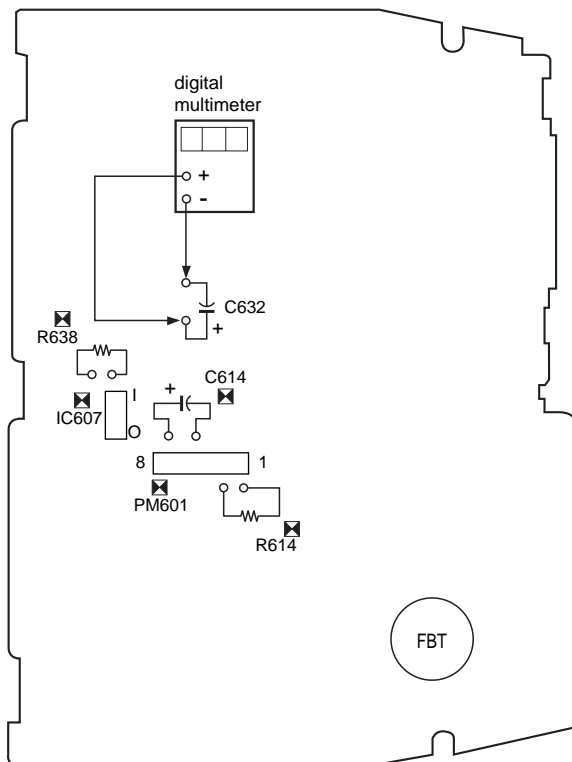 digital
multimeter
+
-
C632
+
R638
C614
+
I
IC607
O
8
1
PM601
R614
FBT